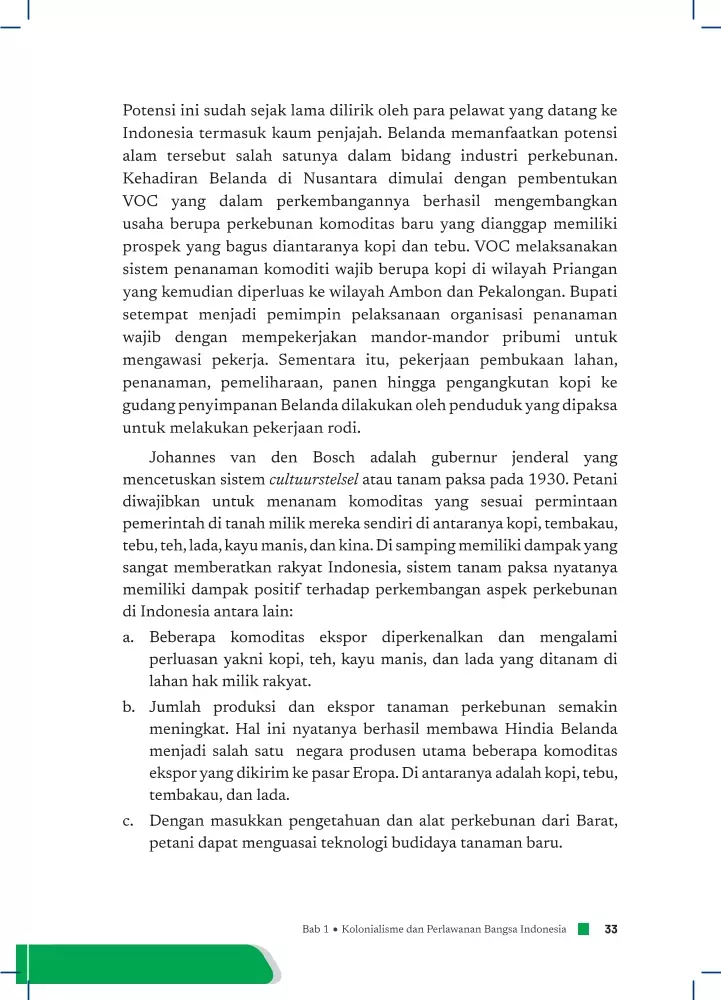 Potensi ini sudah sejak lama dilirik oleh para pelawat yang datang ke
Indonesia termasuk kaum penjajah. Belanda memanfaatkan potensi
alam tersebut salah satunya dalam bidang industri perkebunan.
Kehadiran Belanda di Nusantara dimulai dengan pembentukan
VOC yang dalam perkembangannya berhasil mengembangkan
usaha berupa perkebunan komoditas baru yang dianggap memiliki
prospek yang bagus diantaranya kopi dan tebu. VOC melaksanakan
sistem penanaman komoditi wajib berupa kopi di wilayah Priangan
yang kemudian diperluas ke wilayah Ambon dan Pekalongan. Bupati
setempat menjadi pemimpin pelaksanaan organisasi penanaman
wajib dengan mempekerjakan mandor-mandor pribumi untuk
mengawasi pekerja. Sementara itu, pekerjaan pembukaan lahan,
penanaman, pemeliharaan, panen hingga pengangkutan kopi ke
gudang penyimpanan Belanda dilakukan oleh penduduk yang dipaksa
untuk melakukan pekerjaan rodi.
Johannes van den Bosch adalah gubernur jenderal yang
mencetuskan sistem cultuurstelsel atau tanam paksa pada 1930. Petani
diwajibkan untuk menanam komoditas yang sesuai permintaan
pemerintah di tanah milik mereka sendiri di antaranya kopi, tembakau,
tebu, teh, lada, kayu manis, dan kina. Di samping memiliki dampak yang
sangat memberatkan rakyat Indonesia, sistem tanam paksa nyatanya
memiliki dampak positif terhadap perkembangan aspek perkebunan
di Indonesia antara lain:
a. Beberapa komoditas ekspor diperkenalkan dan mengalami
perluasan yakni kopi, teh, kayu manis, dan lada yang ditanam di
lahan hak milik rakyat.
b. Jumlah produksi dan ekspor tanaman perkebunan semakin
meningkat. Hal ini nyatanya berhasil membawa Hindia Belanda
menjadi salah satu negara produsen utama beberapa komoditas
ekspor yang dikirim ke pasar Eropa. Di antaranya adalah kopi, tebu,
tembakau, dan lada.
c. Dengan masukkan pengetahuan dan alat perkebunan dari Barat,
petani dapat menguasai teknologi budidaya tanaman baru.
Bab 1 • Kolonialisme dan Perlawanan Bangsa Indonesia 33